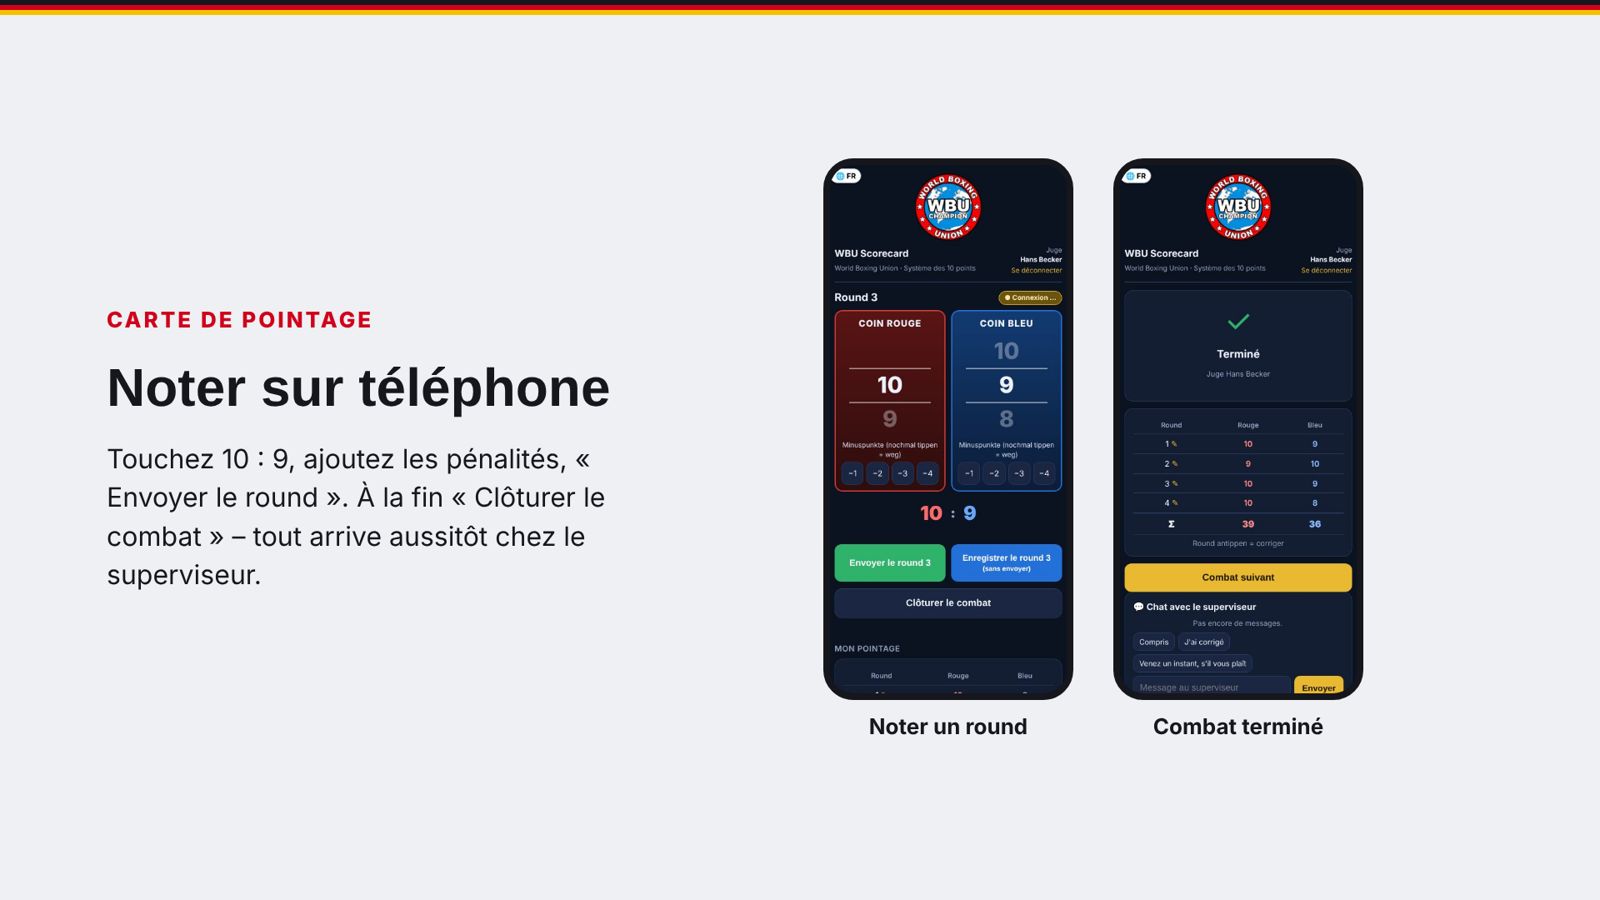 CARTE DE POINTAGE
Noter sur téléphone
Touchez 10 : 9, ajoutez les pénalités, «
Envoyer le round ». À la fin « Clôturer le
combat » – tout arrive aussitôt chez le
superviseur.
FR
WORLD BOXING
WBU
CHAMPION
UNION
WBU Scorecard
World Boxing Union · Système des 10 points
Juge
Hans Becker
Se déconnecter
Round 3
Connexion ...
COIN ROUGE
10
9
Minuspunkte (nochmal tippen
= weg)
−1 −2 −3 −4
COIN BLEU
10
9
8
Minuspunkte (nochmal tippen
= weg)
−1 −2 −3 −4
10 : 9
Envoyer le round 3
Enregistrer le round 3
(sans envoyer)
Clôturer le combat
MON POINTAGE
Round Rouge Bleu
Noter un round
FR
WORLD BOXING
WBU
CHAMPION
UNION
WBU Scorecard
World Boxing Union · Système des 10 points
Juge
Hans Becker
Se déconnecter
Terminé
Juge Hans Becker
Round Rouge Bleu
1 ✎ 10 9
2 ✎ 9 10
3 ✎ 10 9
4 ✎ 10 8
Σ 39 36
Round antippen = corriger
Combat suivant
💬 Chat avec le superviseur
Pas encore de messages.
Compris J'ai corrigé
Venez un instant, s'il vous plaît
Message au superviseur Envoyer
Combat terminé